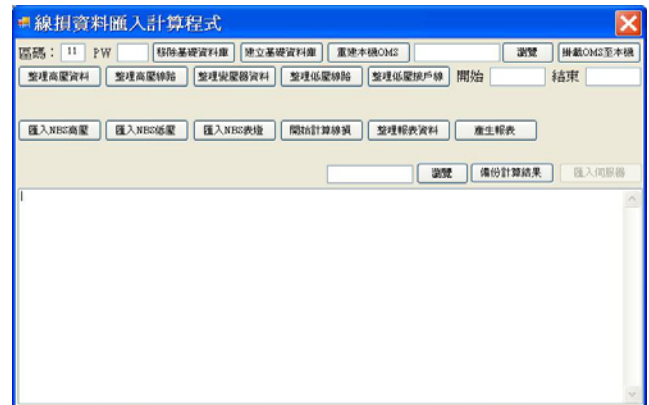 線損資料匯入計算程式
區碼： 11 PW 移除基礎資料庫 建立基礎資料庫 重建本機OMS 瀏覽 掛載OMS至本機
整理高壓資料 整理高壓線路 整理變壓器資料 整理低壓線路 整理低壓接戶線 開始 結束
匯入NBS高壓 匯入NBS低壓 匯入NBS表燈 開始計算線損 整理報表資料 產生報表
瀏覽 備份計算結果 匯入伺服器